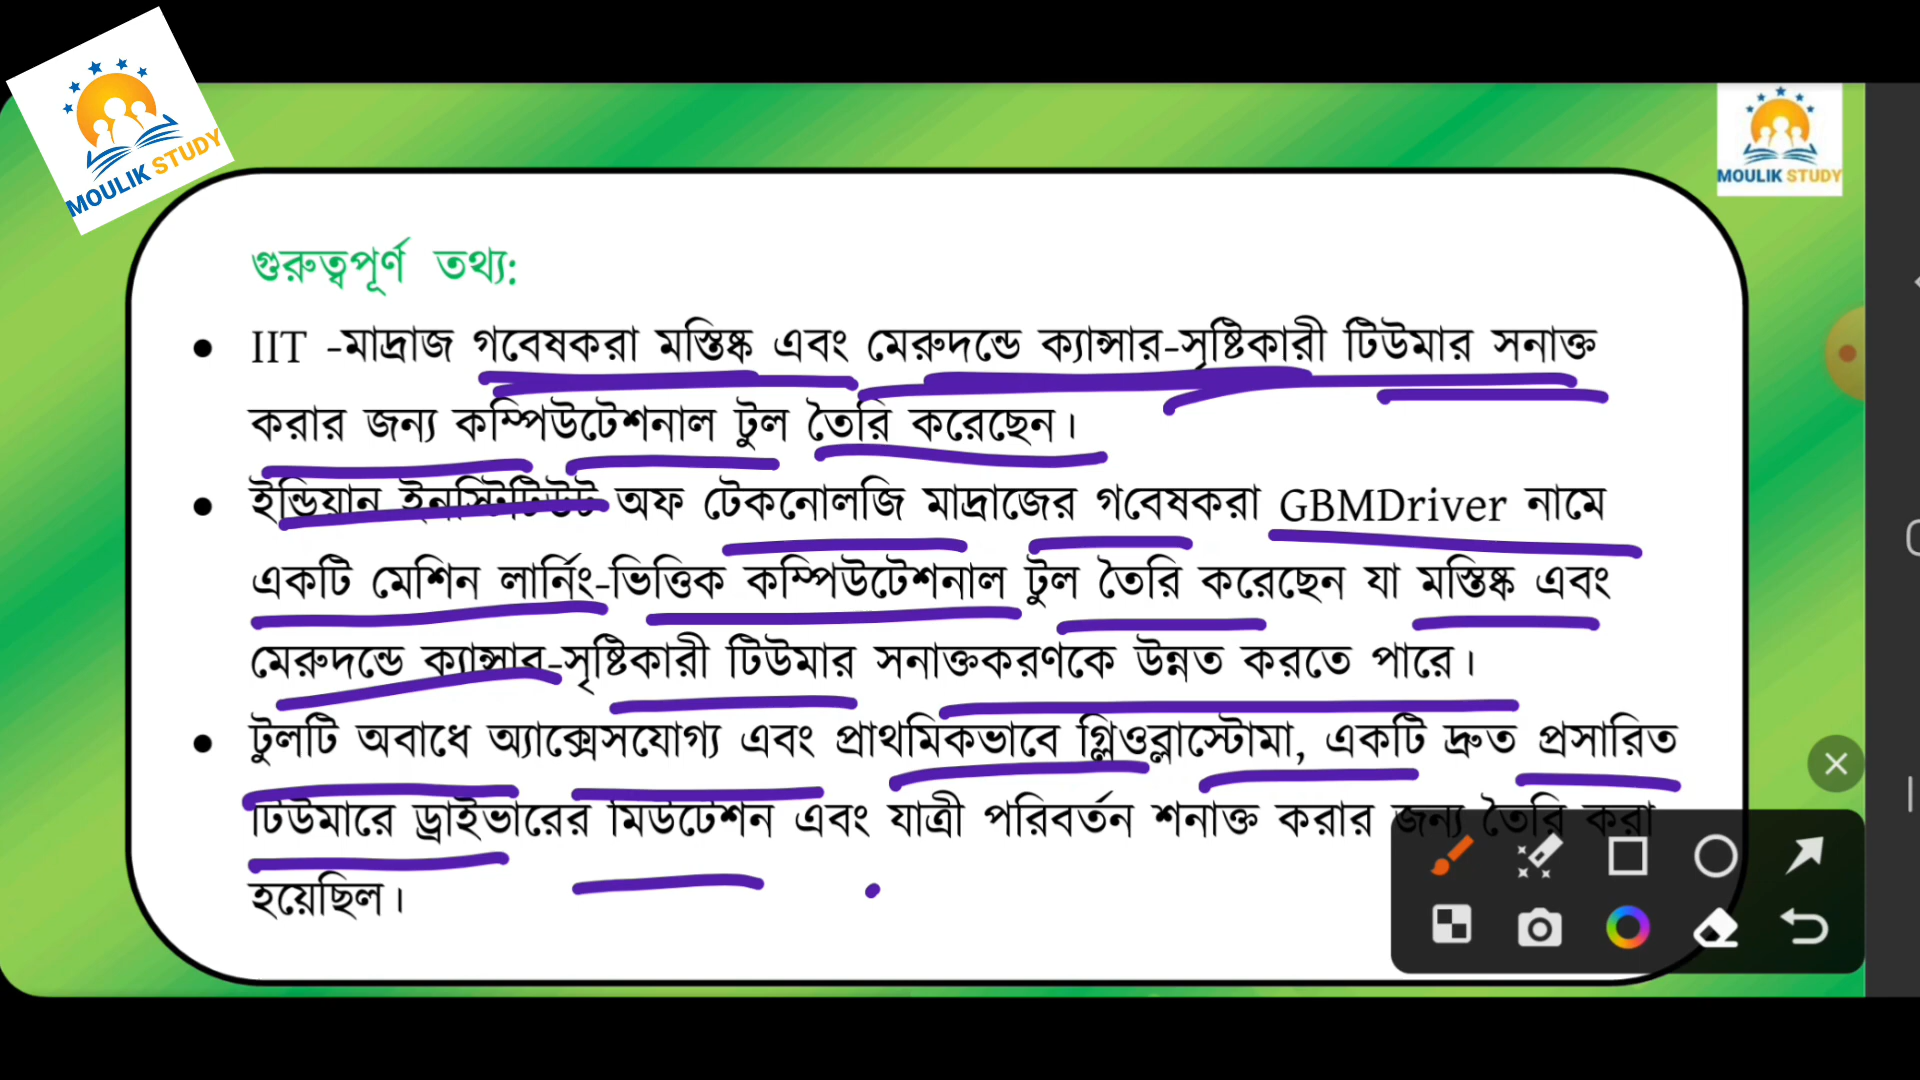 MOULIK STUDY
MOULIK STUDY
গুরুত্বপূর্ণ তথ্য:
• IIT -মাদ্রাজ গবেষকরা মস্তিষ্ক এবং মেরুদন্ডে ক্যান্সার-সৃষ্টিকারী টিউমার সনাক্ত
করার জন্য কম্পিউটেশনাল টুল তৈরি করেছেন।
• ইন্ডিয়ান ইনস্টিটিউট অফ টেকনোলজি মাদ্রাজের গবেষকরা GBMDriver নামে
একটি মেশিন লার্নিং-ভিত্তিক কম্পিউটেশনাল টুল তৈরি করেছেন যা মস্তিষ্ক এবং
মেরুদন্ডে ক্যান্সার-সৃষ্টিকারী টিউমার সনাক্তকরণকে উন্নত করতে পারে।
• টুলটি অবাধে অ্যাক্সেসযোগ্য এবং প্রাথমিকভাবে গ্লিওব্লাস্টোমা, একটি দ্রুত প্রসারিত
টিউমারে ড্রাইভারের মিউটেশন এবং যাত্রী পরিবর্তন শনাক্ত করার জন্য তৈরি করা
হয়েছিল।